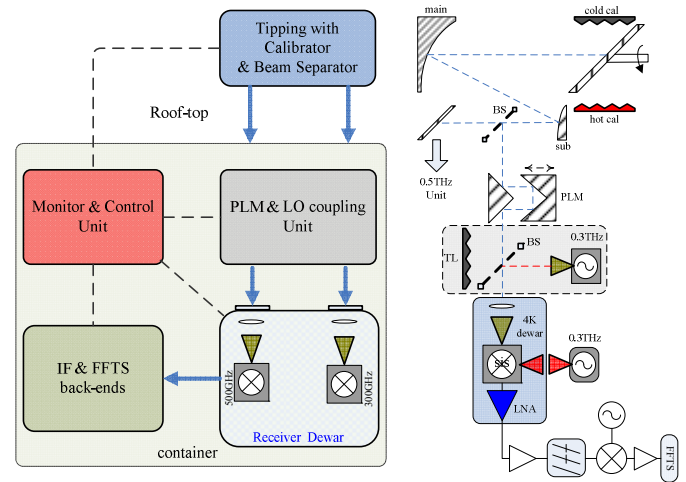 Tipping with
Calibrator
& Beam Separator
Roof-top
Monitor & Control
Unit
PLM & LO coupling
Unit
IF & FFTS
back-ends
500GHz
300GHz
Receiver Dewar
container
main
cold cal
BS
hot cal
sub
0.5THz
Unit
PLM
TL
BS
0.3THz
4K
dewar
sis
0.3THz
LNA
FFTS